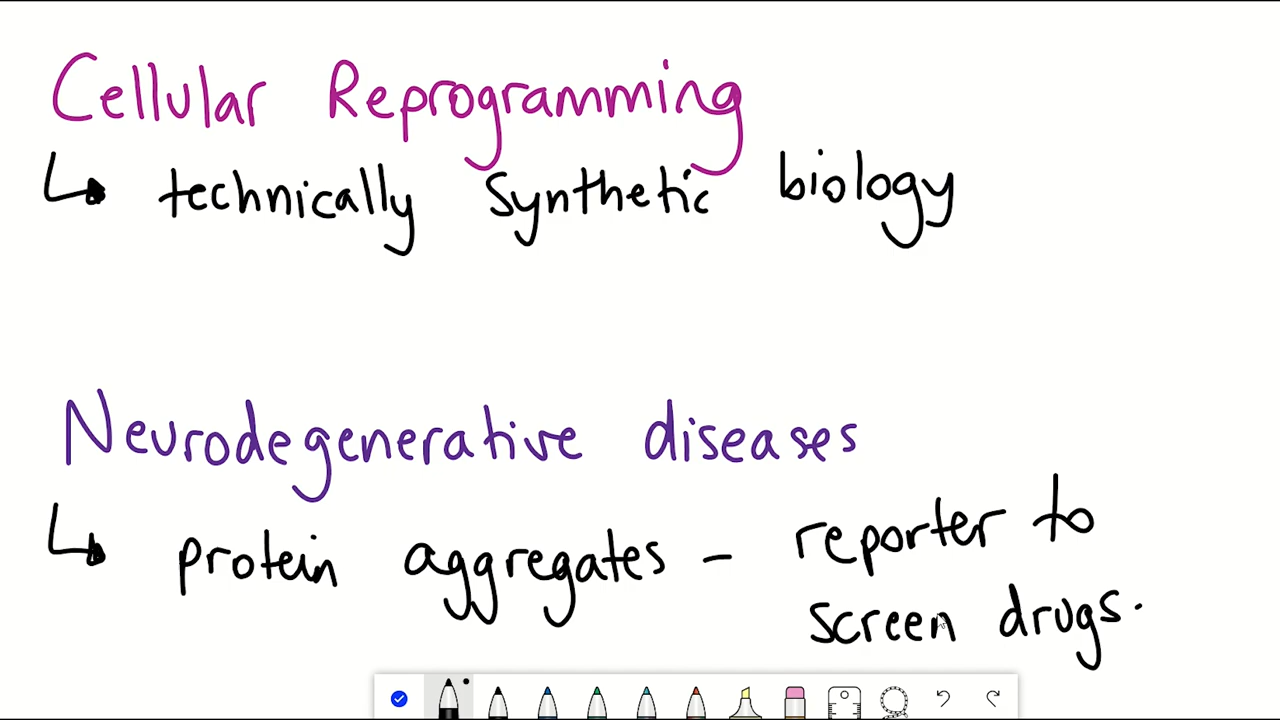 Cellular Reprogramming
↳ technically synthetic biology
Neurodegenerative diseases
↳ protein aggregates - reporter to
screen drugs.